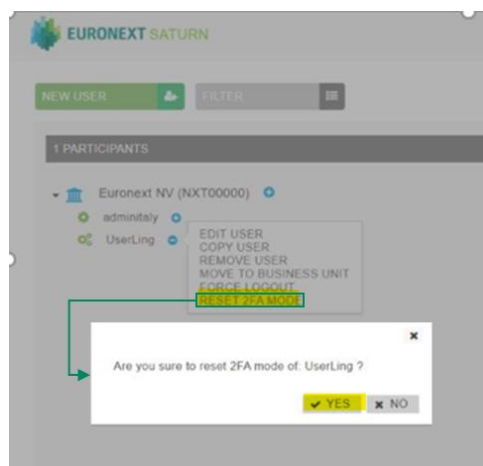 EURONEXT SATURN
NEW USER
FILTER
1 PARTICIPANTS
Euronext NV (NXT00000)
adminitaly
UserLing
EDIT USER
COPY USER
REMOVE USER
MOVE TO BUSINESS UNIT
FORCE LOGOUT
RESET 2FA MODE
Are you sure to reset 2FA mode of: UserLing ?
YES
NO